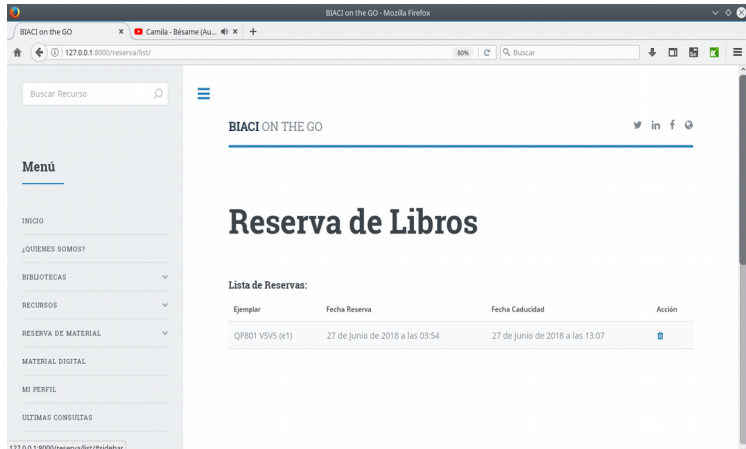 BIACI on the GO - Mozilla Firefox
BIACI on the GO
Camila - Bésame (Au...
127.0.0.1:8000/reserva/list/
80%
Buscar
Buscar Recurso
BIACI ON THE GO
Menú
Reserva de Libros
INICIO
¿QUIENES SOMOS?
BIBLIOTECAS
RECURSOS
RESERVA DE MATERIAL
MATERIAL DIGITAL
MI PERFIL
ULTIMAS CONSULTAS
Lista de Reservas:
Ejemplar Fecha Reserva Fecha Caducidad Acción
QP801 V5V5 (e1) 27 de Junio de 2018 a las 03:54 27 de Junio de 2018 a las 13:07
127.0.0.1:8000/reserva/list/#sidebar